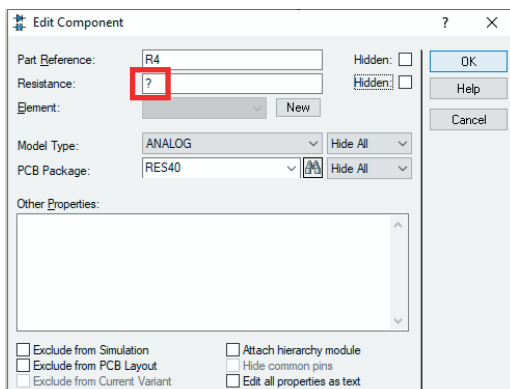 Edit Component ? ×
Part Reference: R4 Hidden: OK
Resistance: ? Hidden: Help
Element: New Cancel
Model Type: ANALOG Hide All
PCB Package: RES40 Hide All
Other Properties:
Exclude from Simulation Attach hierarchy module
Exclude from PCB Layout Hide common pins
Exclude from Current Variant Edit all properties as text